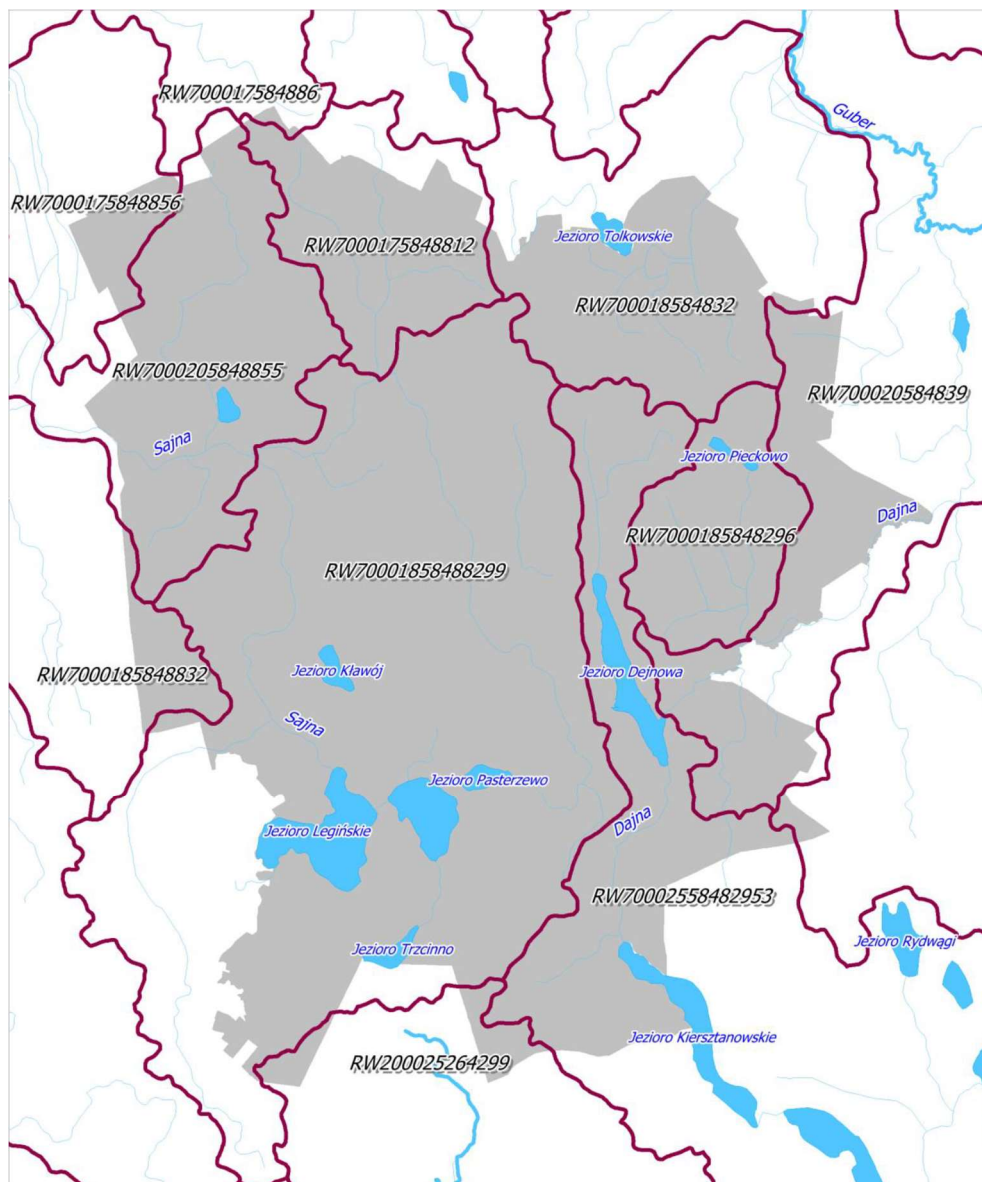 RW700017584886
Guber
RW7000175848856
Jezioro Tolkowskie
RW7000175848812
RW700018584832
RW7000205848855
RW700020584839
Sajna
Jezioro Pieckowo
Dajna
RW7000185848296
RW70001858488299
Jezioro Kławój
Jezioro Dejnowa
RW7000185848832
Sajna
Jezioro Pasterzewo
Dajna
Jezioro Legińskie
RW70002558482953
Jezioro Trzcinno
Jezioro Rydwągi
Jezioro Kiersztanowskie
RW200025264299